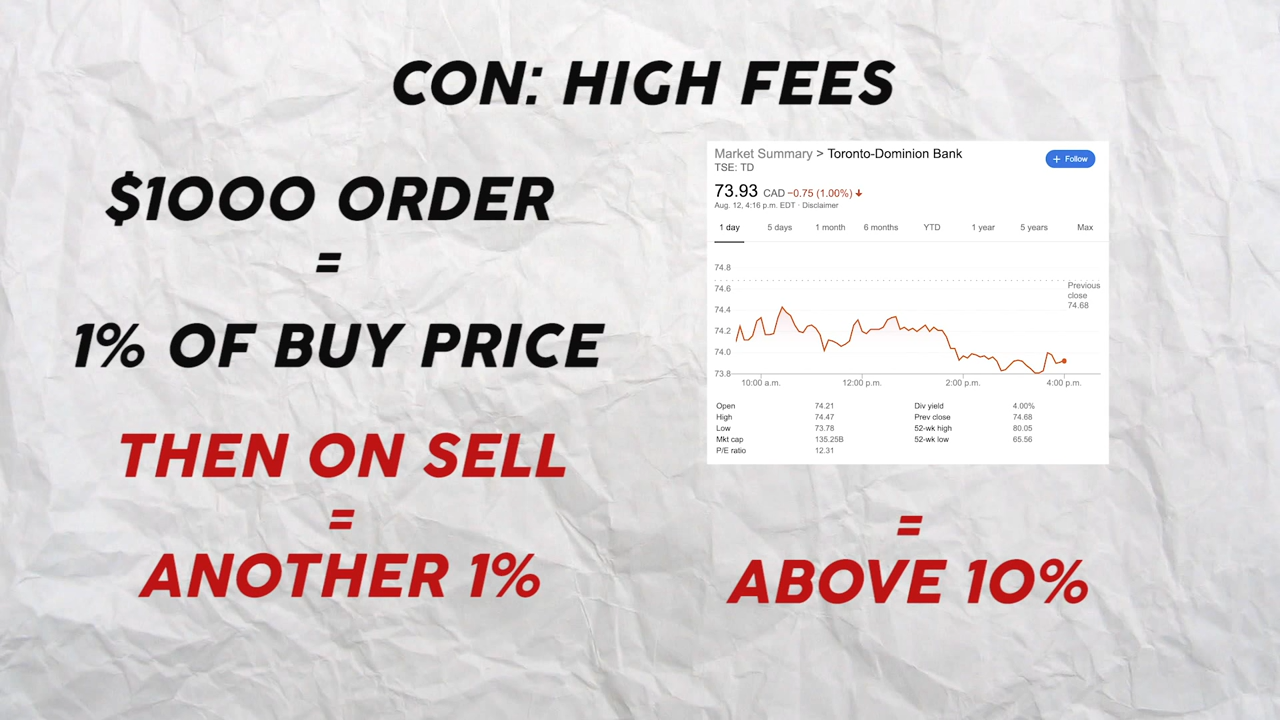 CON: HIGH FEES
$1000 ORDER
=
1% OF BUY PRICE
THEN ON SELL
=
ANOTHER 1%
Market Summary > Toronto-Dominion Bank
TSE: TD
+ Follow
73.93 CAD −0.75 (1.00%) ↓
Aug. 12, 4:16 p.m. EDT · Disclaimer
1 day 5 days 1 month 6 months YTD 1 year 5 years Max
74.8
74.6
74.4
74.2
74.0
73.8
Previous
close
74.68
10:00 a.m. 12:00 p.m. 2:00 p.m. 4:00 p.m.
Open 74.21 Div yield 4.00%
High 74.47 Prev close 74.68
Low 73.78 52-wk high 80.05
Mkt cap 135.25B 52-wk low 65.56
P/E ratio 12.31
=
ABOVE 10%